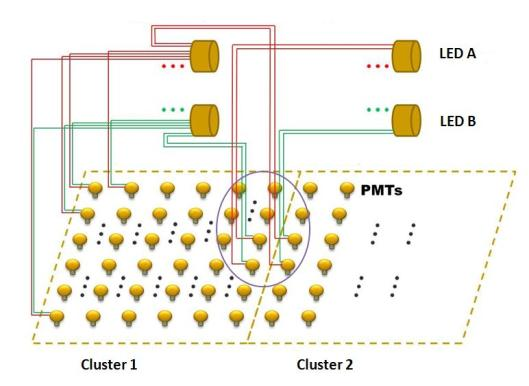 LED A
LED B
PMTs
Cluster 1
Cluster 2